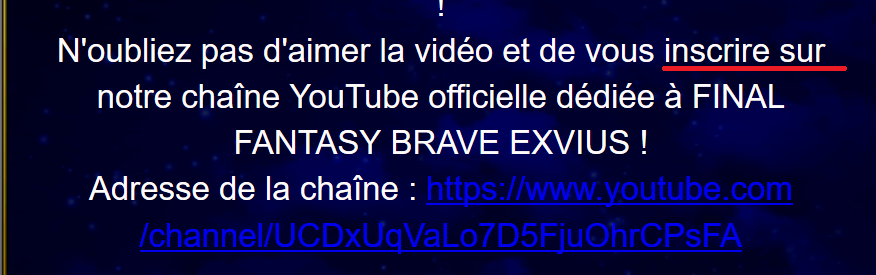 !
N'oubliez pas d'aimer la vidéo et de vous inscrire sur
notre chaîne YouTube officielle dédiée à FINAL
FANTASY BRAVE EXVIUS !
Adresse de la chaîne : https://www.youtube.com
/channel/UCDxUqVaLo7D5FjuOhrCPsFA